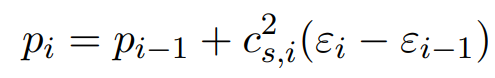 $p_i = p_{i-1} + c_{s,i}^2(\varepsilon_i - \varepsilon_{i-1})$